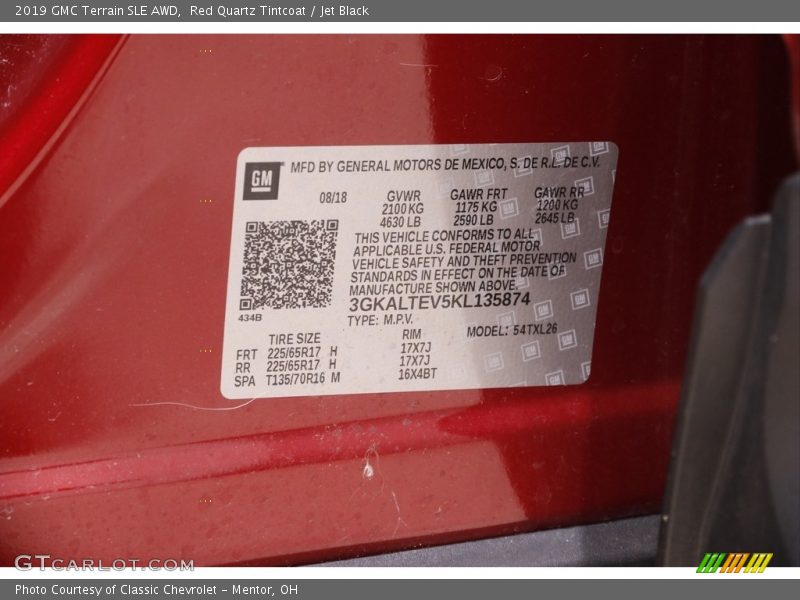 2019 GMC Terrain SLE AWD,  Red Quartz Tintcoat / Jet Black
GM
MFD BY GENERAL MOTORS DE MEXICO, S. DE R.L. DE C.V.
08/18 GVWR GAWR FRT GAWR RR
2100 KG 1175 KG 1200 KG
4630 LB 2590 LB 2645 LB
THIS VEHICLE CONFORMS TO ALL
APPLICABLE U.S. FEDERAL MOTOR
VEHICLE SAFETY AND THEFT PREVENTION
STANDARDS IN EFFECT ON THE DATE OF
MANUFACTURE SHOWN ABOVE.
434B
3GKALTEV5KL135874
TYPE: M.P.V. MODEL: 54TXL26
TIRE SIZE RIM
FRT 225/65R17 H 17X7J
RR 225/65R17 H 17X7J
SPA T135/70R16 M 16X4BT
GTCARLOT.COM
Photo Courtesy of Classic Chevrolet – Mentor, OH